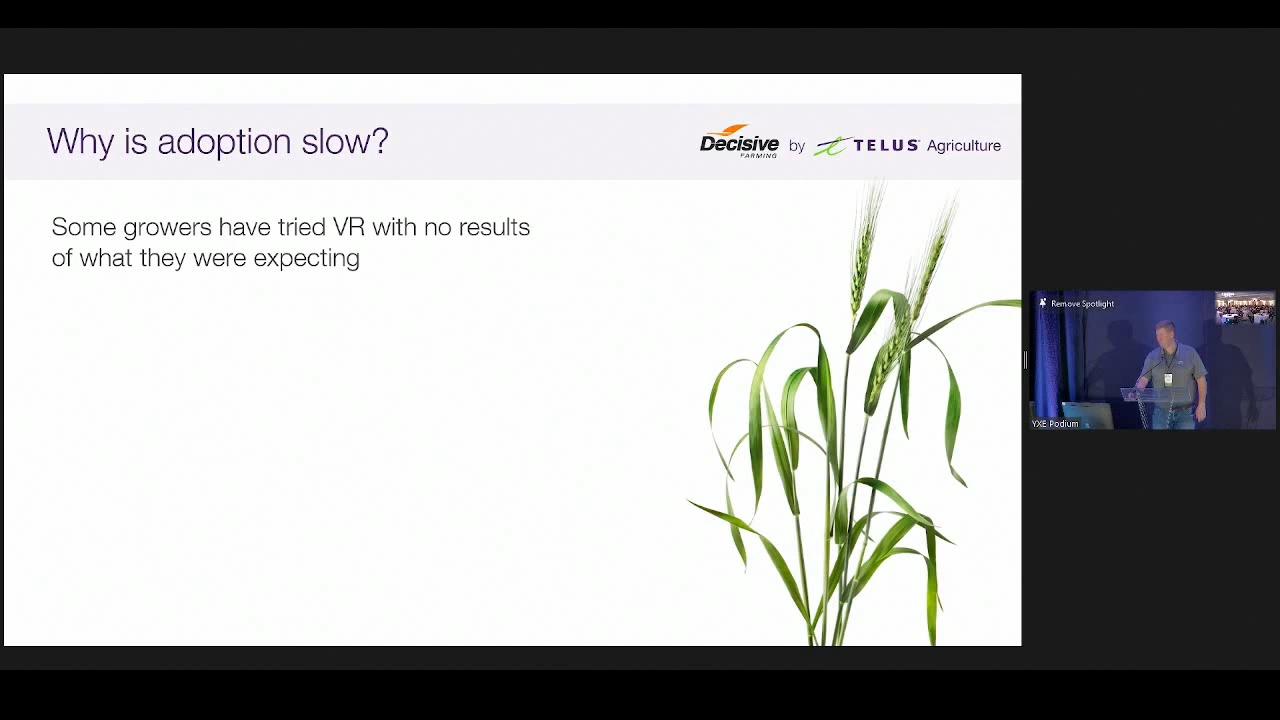 Why is adoption slow?
Decisive FARMING by TELUS Agriculture
Some growers have tried VR with no results
of what they were expecting
Remove Spotlight
YXE Podium